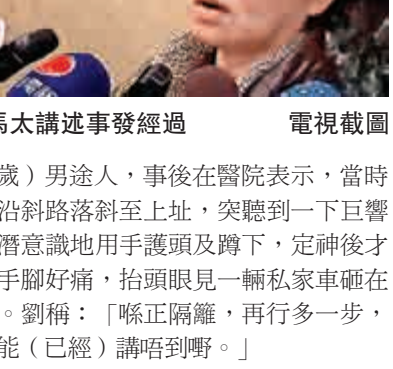 馬太講述事發經過　電視截圖
歲）男途人，事後在醫院表示，當時
沿斜路落斜至上址，突聽到一下巨響
潛意識地用手護頭及蹲下，定神後才
手腳好痛，抬頭眼見一輛私家車砸在
。劉稱：「喺正隔籬，再行多一步，
能（已經）講唔到嘢。」